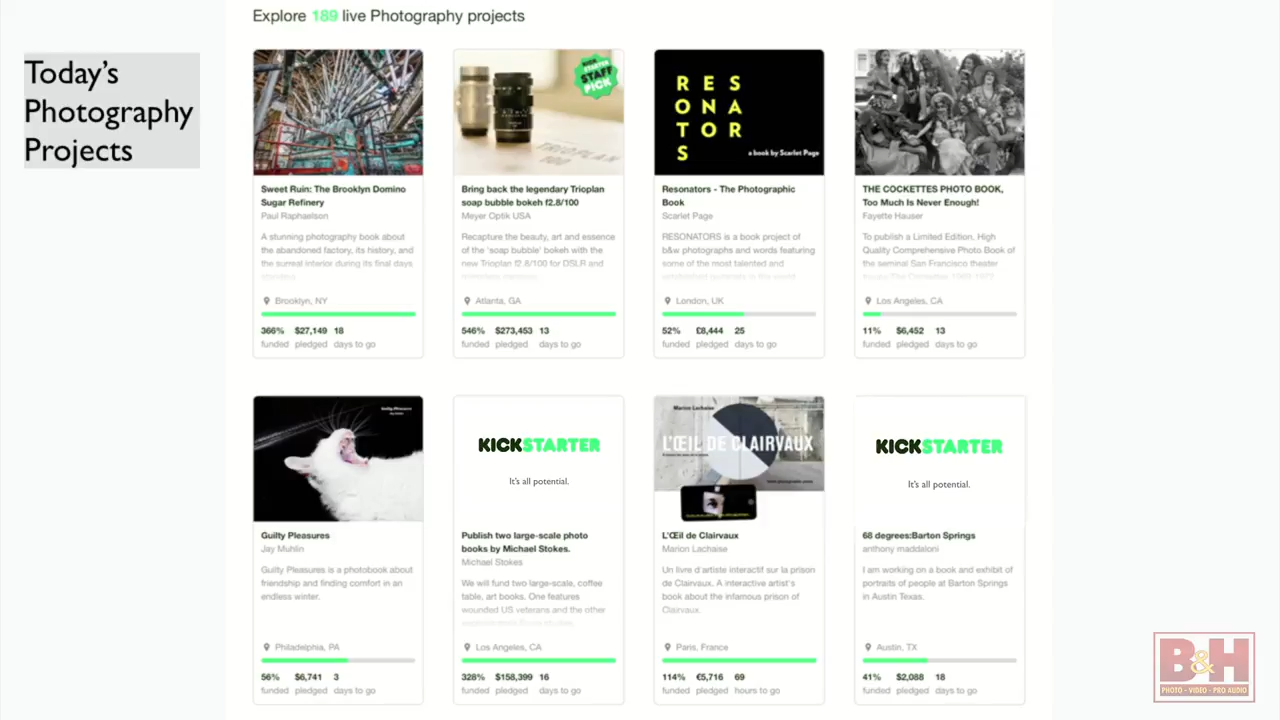 Explore 189 live Photography projects
Today's
Photography
Projects
KICK
STARTER
STAFF
PICK
TRIOPLAN
100
RES
ONA
TOR
S
a book by Scarlet Page
Sweet Ruin: The Brooklyn Domino
Sugar Refinery
Paul Raphaelson
A stunning photography book about
the abandoned factory, its history, and
the surreal interior during its final days
standing.
Brooklyn, NY
366% $27,149 18
funded pledged days to go
Bring back the legendary Trioplan
soap bubble bokeh f2.8/100
Meyer Optik USA
Recapture the beauty, art and essence
of the 'soap bubble' bokeh with the
new Trioplan f2.8/100 for DSLR and
Atlanta, GA
546% $273,453 13
funded pledged days to go
Resonators - The Photographic
Book
Scarlet Page
RESONATORS is a book project of
b&w photographs and words featuring
some of the most talented and
London, UK
52% £8,444 25
funded pledged days to go
THE COCKETTES PHOTO BOOK,
Too Much Is Never Enough!
Fayette Hauser
To publish a Limited Edition, High
Quality Comprehensive Photo Book of
the seminal San Francisco theater
Los Angeles, CA
11% $6,452 13
funded pledged days to go
Guilty Pleasures
Jay Muhlin
Guilty Pleasures
Jay Muhlin
Guilty Pleasures is a photobook about
friendship and finding comfort in an
endless winter.
Philadelphia, PA
56% $6,741 3
funded pledged days to go
KICKSTARTER
It's all potential.
Publish two large-scale photo
books by Michael Stokes.
Michael Stokes
We will fund two large-scale, coffee
table, art books. One features
wounded US veterans and the other
Los Angeles, CA
328% $158,399 16
funded pledged days to go
Marion Lachaise
L'ŒIL DE CLAIRVAUX
L'Œil de Clairvaux
Marion Lachaise
Un livre d'artiste interactif sur la prison
de Clairvaux. A interactive artist's
book about the infamous prison of
Clairvaux.
Paris, France
114% €5,716 69
funded pledged hours to go
KICKSTARTER
It's all potential.
68 degrees:Barton Springs
anthony maddaloni
I am working on a book and exhibit of
portraits of people at Barton Springs
in Austin Texas.
Austin, TX
41% $2,088 18
funded pledged days to go
B&H
PHOTO - VIDEO - PRO AUDIO